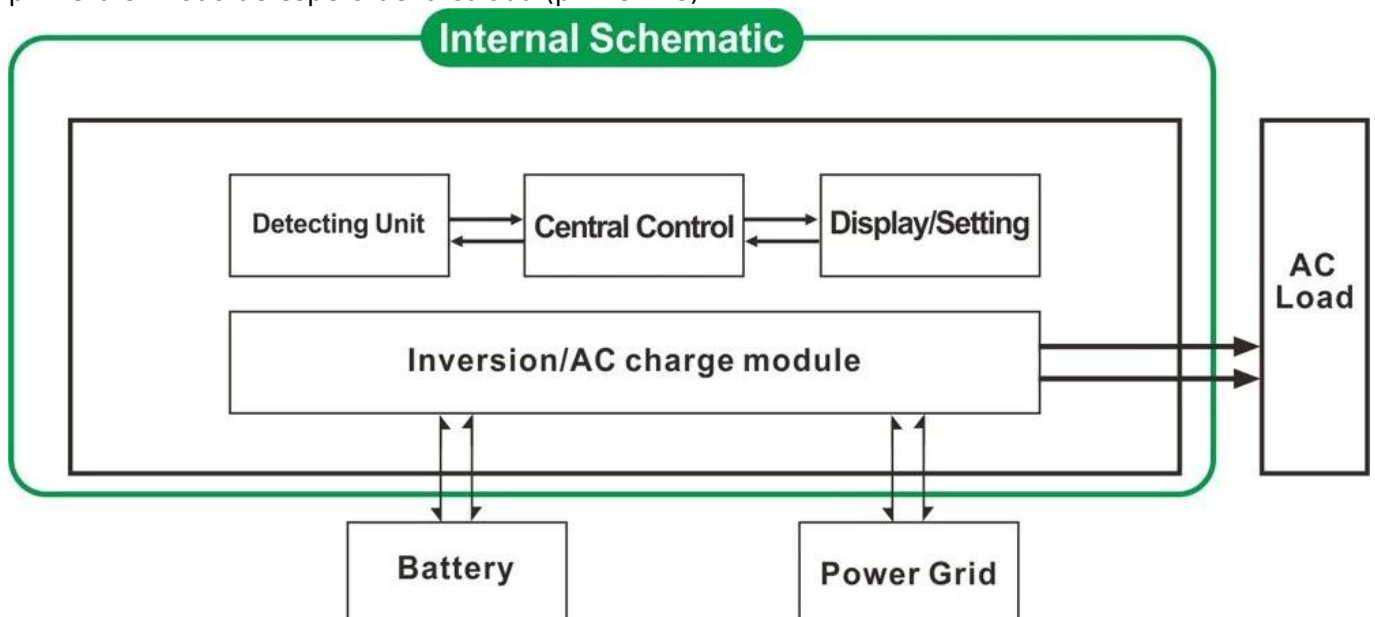 Internal Schematic
Detecting Unit
Central Control
Display/Setting
AC
Load
Inversion/AC charge module
Battery
Power Grid